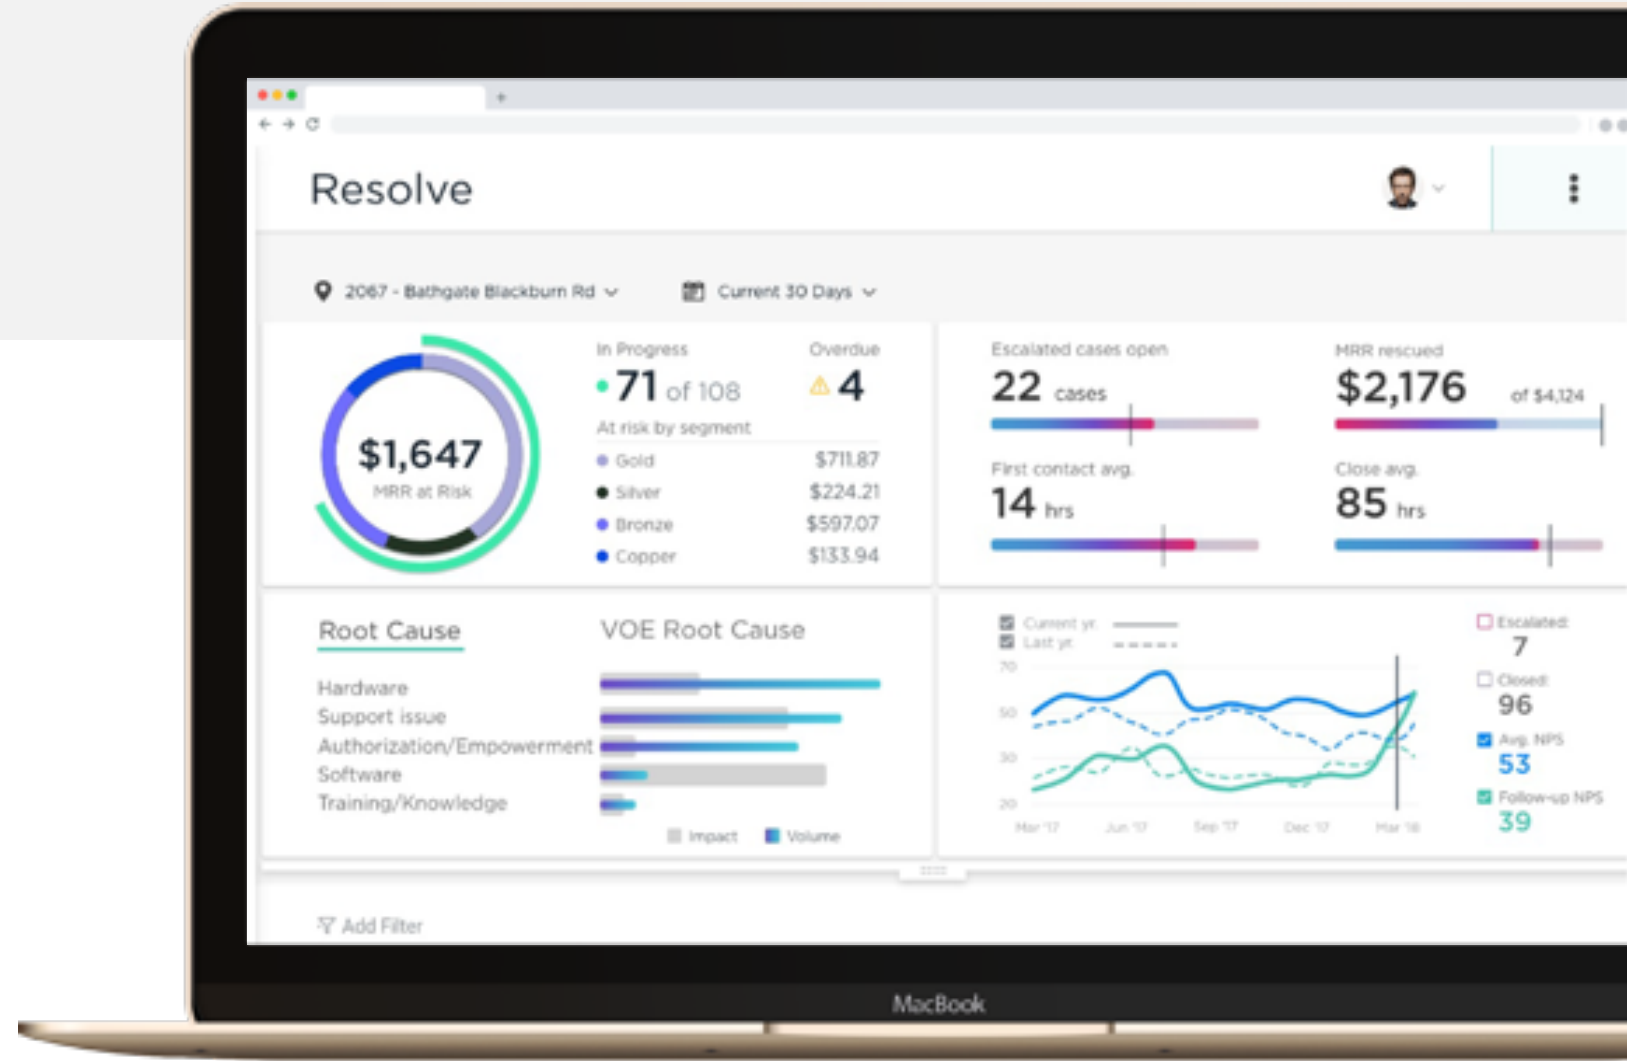 Resolve
2067 - Bathgate Blackburn Rd
Current 30 Days
$1,647
MRR at Risk
In Progress
71 of 108
Overdue
4
At risk by segment
Gold $711.87
Silver $224.21
Bronze $597.07
Copper $133.94
Escalated cases open
22 cases
MRR rescued
$2,176 of $4,124
First contact avg.
14 hrs
Close avg.
85 hrs
Root Cause
VOE Root Cause
Hardware
Support issue
Authorization/Empowerment
Software
Training/Knowledge
Impact
Volume
Current yr.
Last yr.
70
50
30
20
Mar '17
Jun '17
Sep '17
Dec '17
Mar '18
Escalated:
7
Closed:
96
Avg. NPS
53
Follow-up NPS
39
Add Filter
MacBook